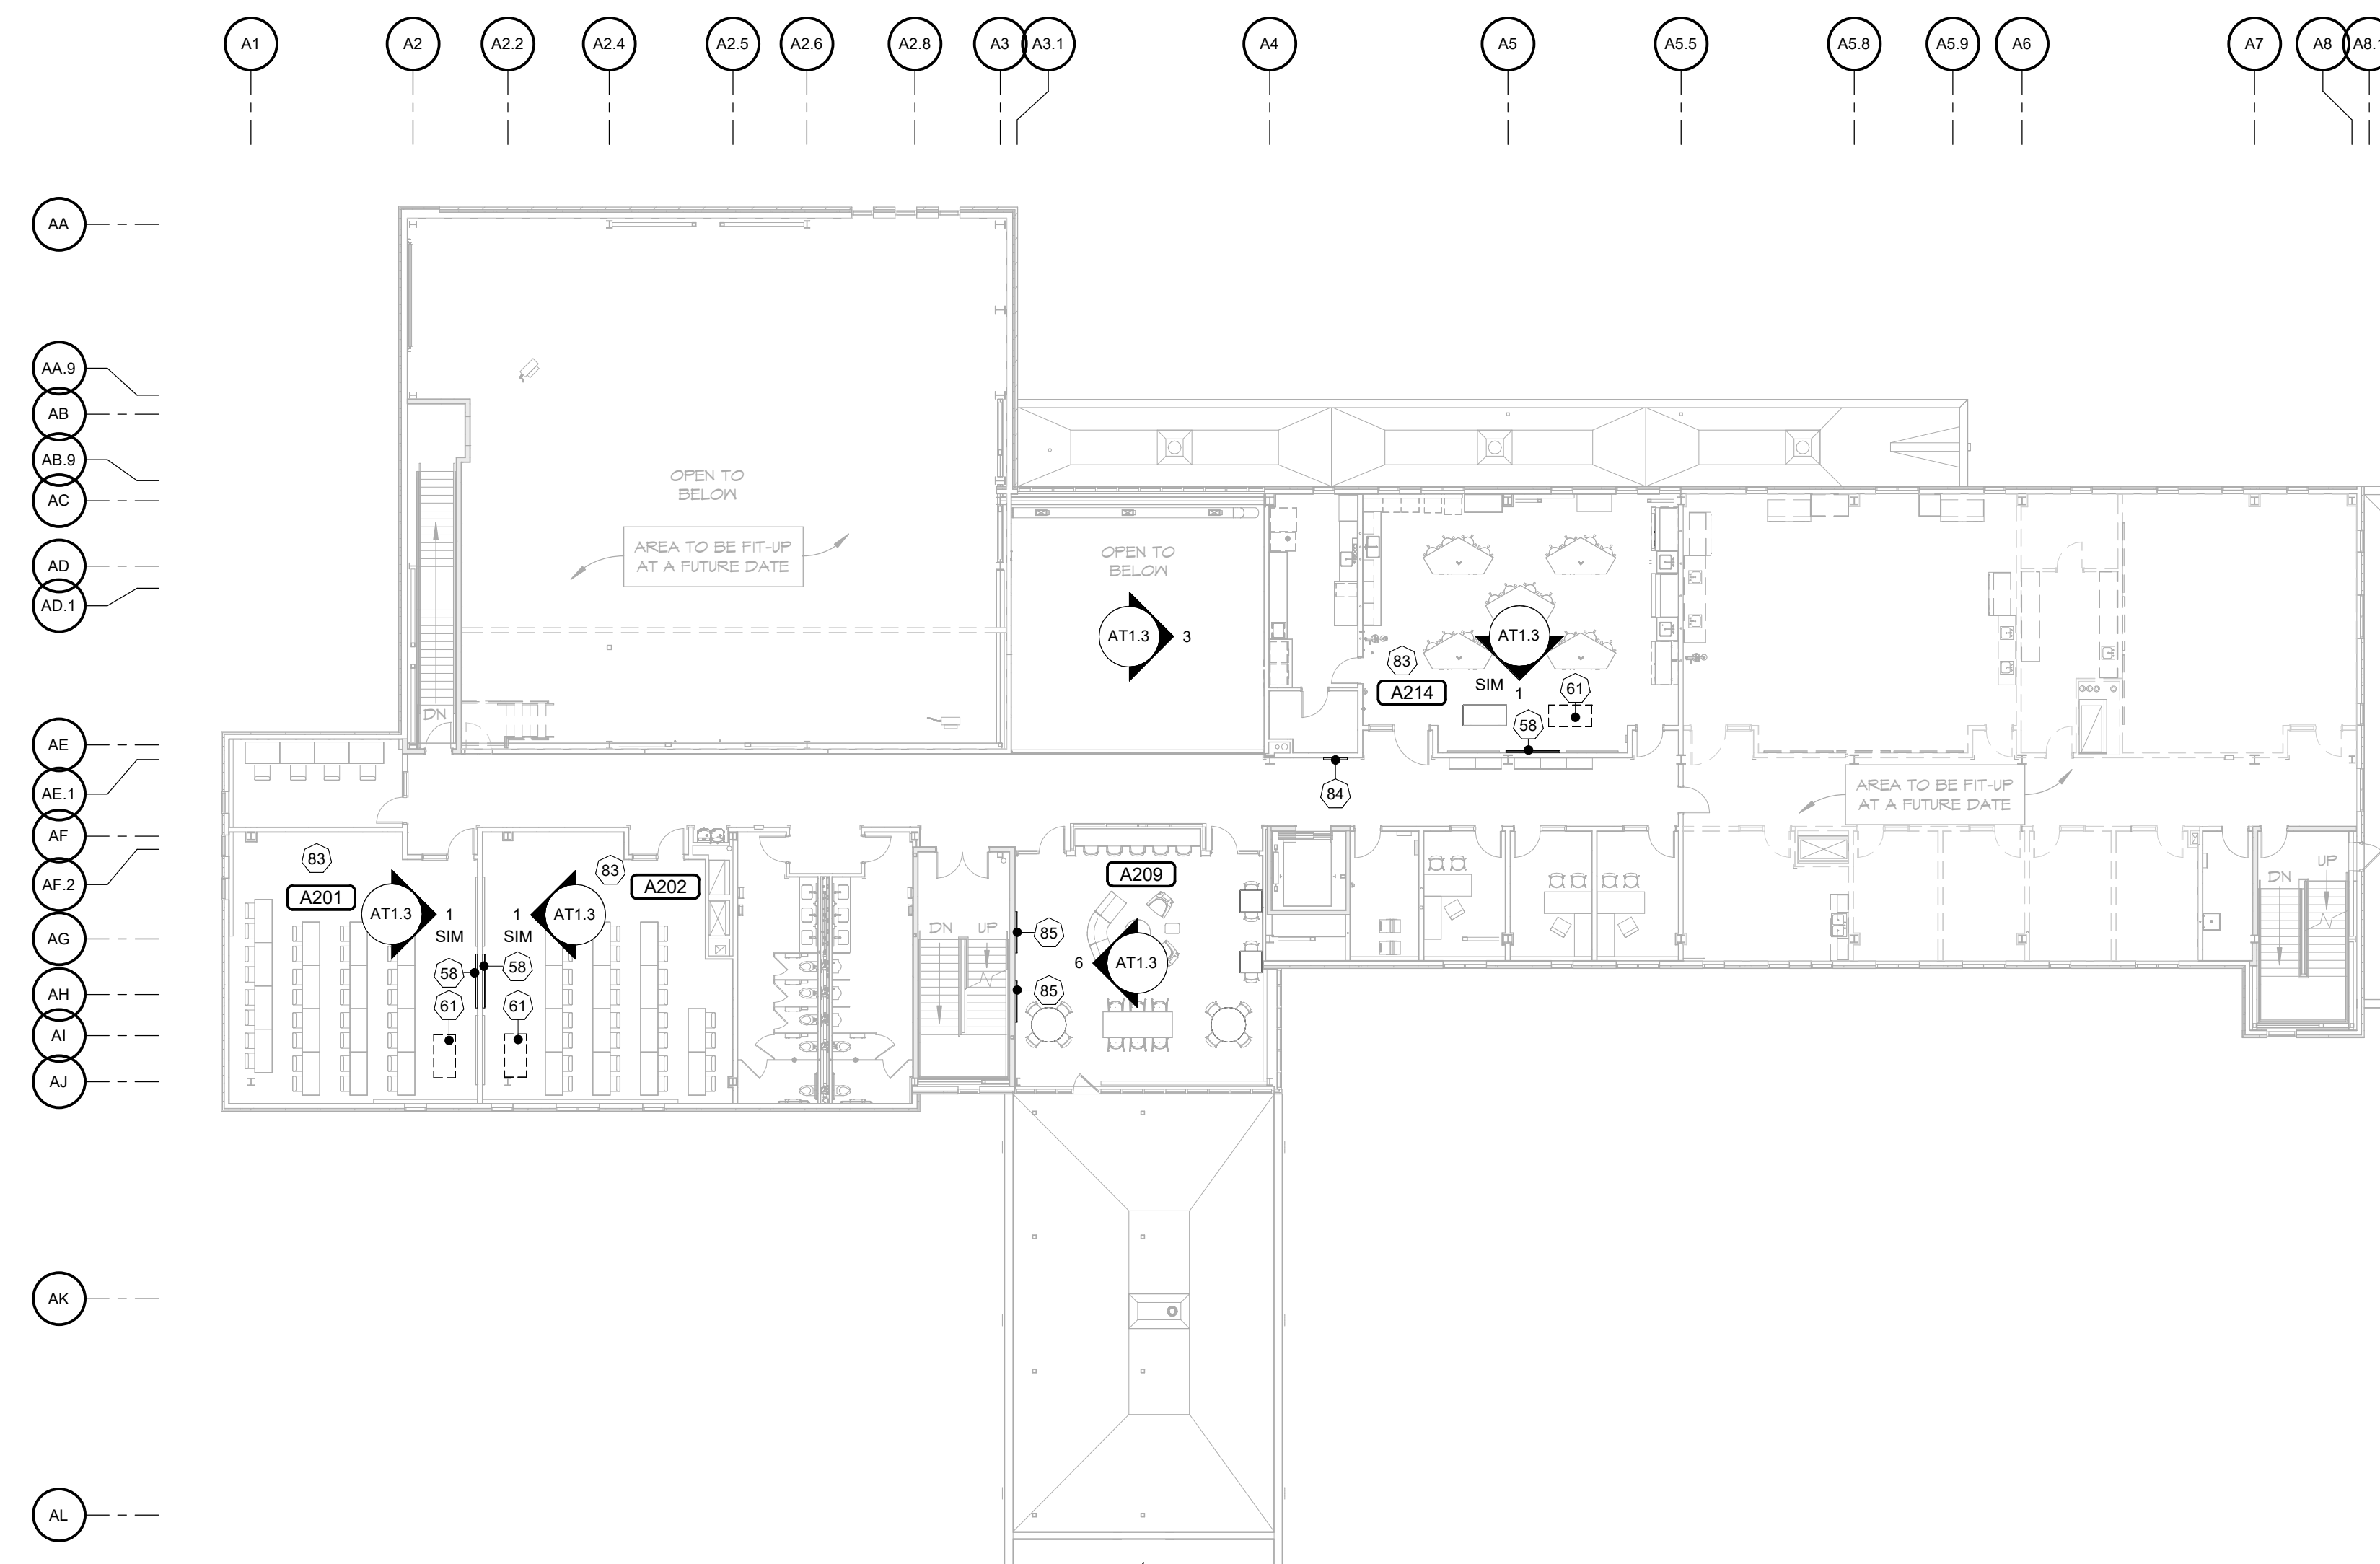 A1 A2 A2.2 A2.4 A2.5 A2.6 A2.8 A3 A3.1 A4 A5 A5.5 A5.8 A5.9 A6 A7 A8 A8.1
AA
AA.9
AB
AB.9
AC
AD
AD.1
AE
AE.1
AF
AF.2
AG
AH
AI
AJ
AK
AL
OPEN TO
BELOW
AREA TO BE FIT-UP
AT A FUTURE DATE
DN
OPEN TO
BELOW
AT1.3 3
83
A214
AT1.3
SIM 1
61
58
84
AREA TO BE FIT-UP
AT A FUTURE DATE
83
A201
AT1.3 1
SIM
58
61
83
A202
1 AT1.3
SIM
58
61
DN UP
A209
85
6 AT1.3
85
DN UP